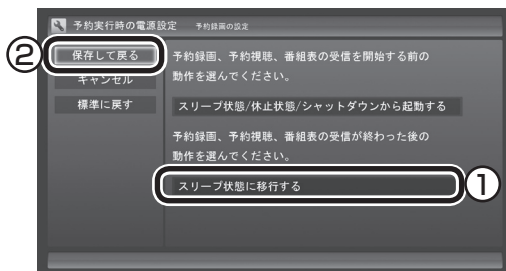 予約実行時の電源設定 予約録画の設定
② 保存して戻る
キャンセル
標準に戻す
予約録画、予約視聴、番組表の受信を開始する前の
動作を選んでください。
スリープ状態/休止状態/シャットダウンから起動する
予約録画、予約視聴、番組表の受信が終わった後の
動作を選んでください。
スリープ状態に移行する ①